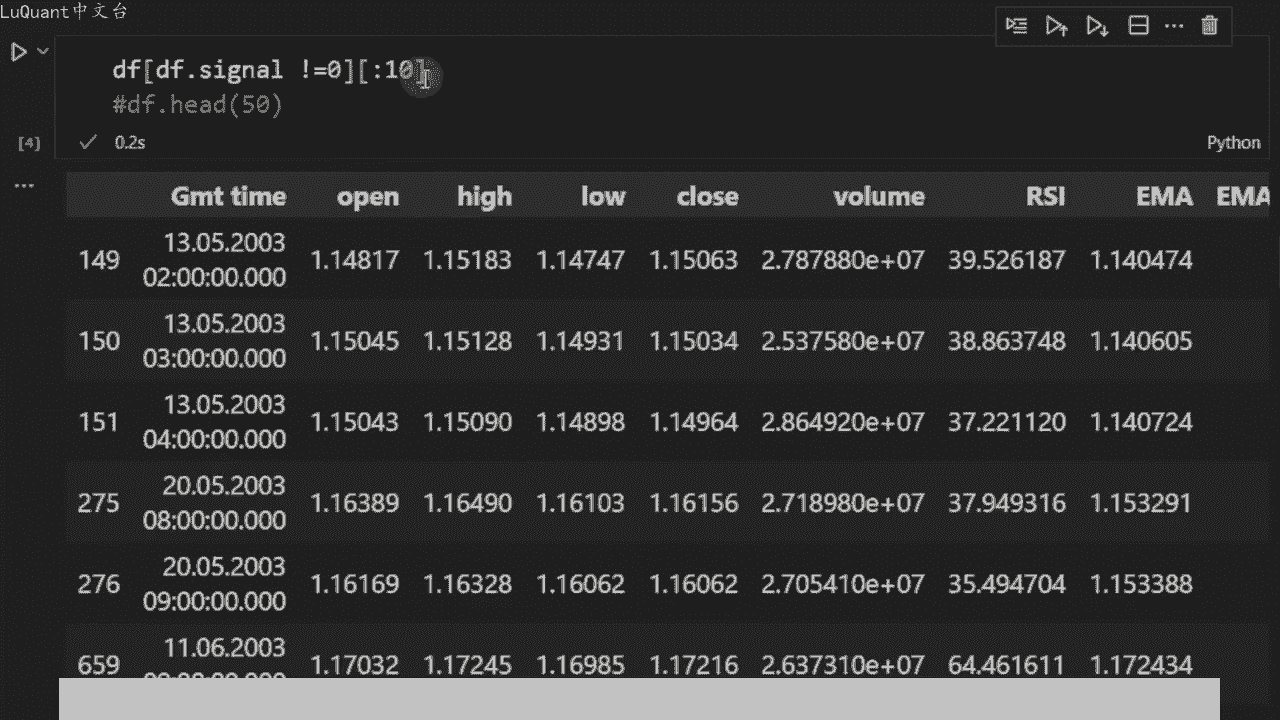 LuQuant中文台
df[df.signal !=0][:10]
#df.head(50)
[4] 0.2s Python
Gmt time open high low close volume RSI EMA EMA
149 13.05.2003 02:00:00.000 1.14817 1.15183 1.14747 1.15063 2.787880e+07 39.526187 1.140474
150 13.05.2003 03:00:00.000 1.15045 1.15128 1.14931 1.15034 2.537580e+07 38.863748 1.140605
151 13.05.2003 04:00:00.000 1.15043 1.15090 1.14898 1.14964 2.864920e+07 37.221120 1.140724
275 20.05.2003 08:00:00.000 1.16389 1.16490 1.16103 1.16156 2.718980e+07 37.949316 1.153291
276 20.05.2003 09:00:00.000 1.16169 1.16328 1.16062 1.16062 2.705410e+07 35.494704 1.153388
659 11.06.2003 1.17032 1.17245 1.16985 1.17216 2.637310e+07 64.461611 1.172434